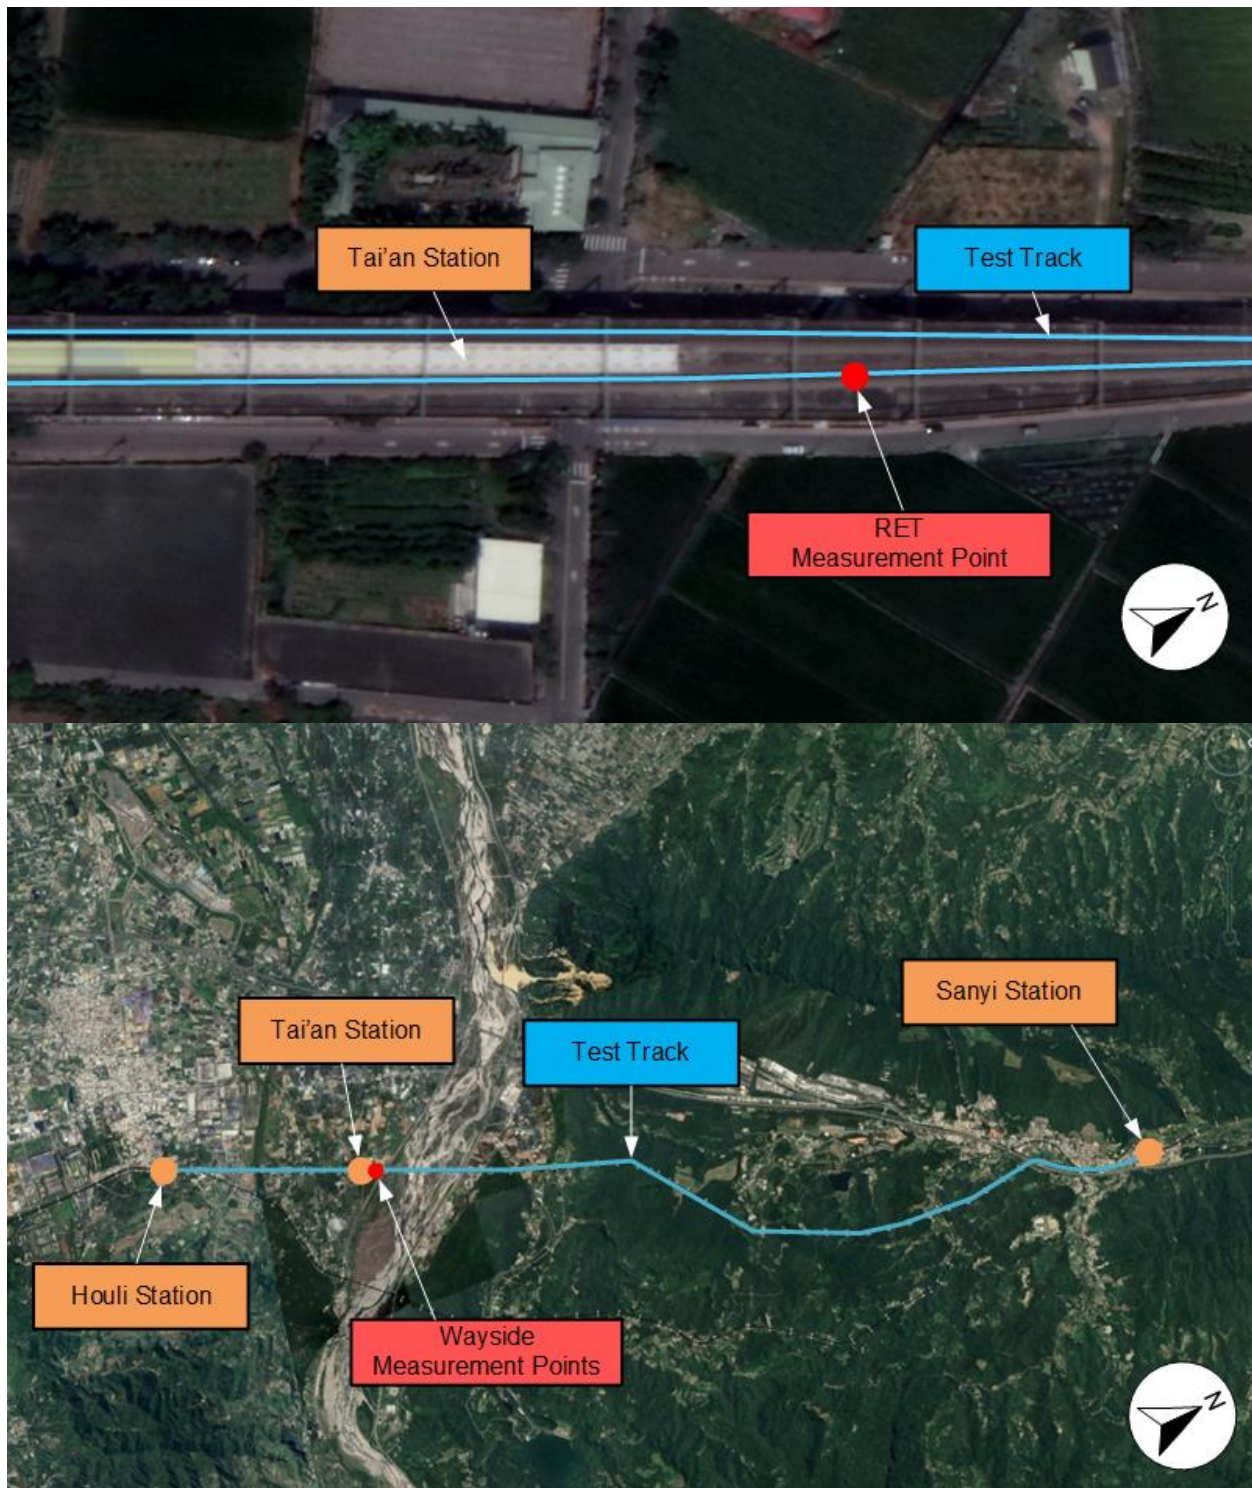 Tai'an Station
Test Track
RET
Measurement Point
N
Sanyi Station
Tai'an Station
Test Track
Houli Station
Wayside
Measurement Points
N